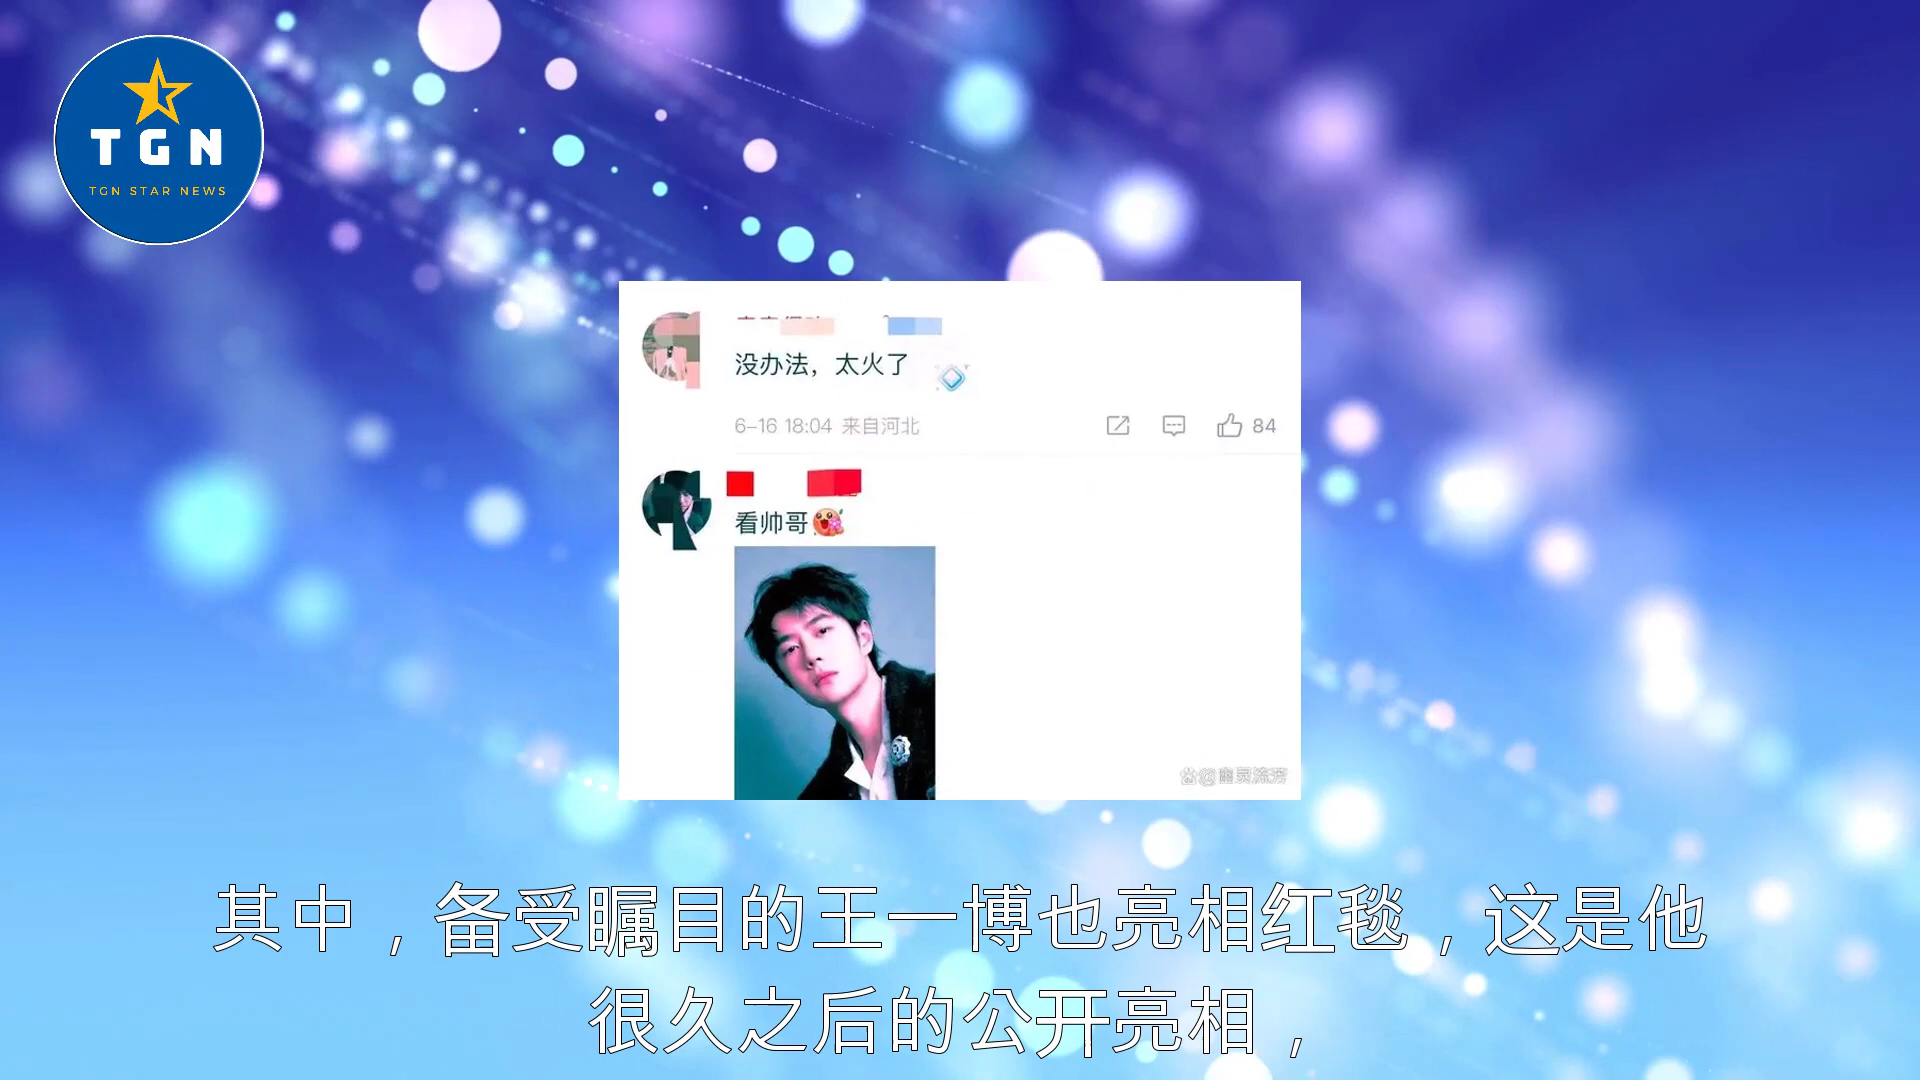 TGN
TGN STAR NEWS
没办法，太火了
6-16 18:04 来自河北
84
看帅哥
其中，备受瞩目的王一博也亮相红毯，这是他
很久之后的公开亮相，